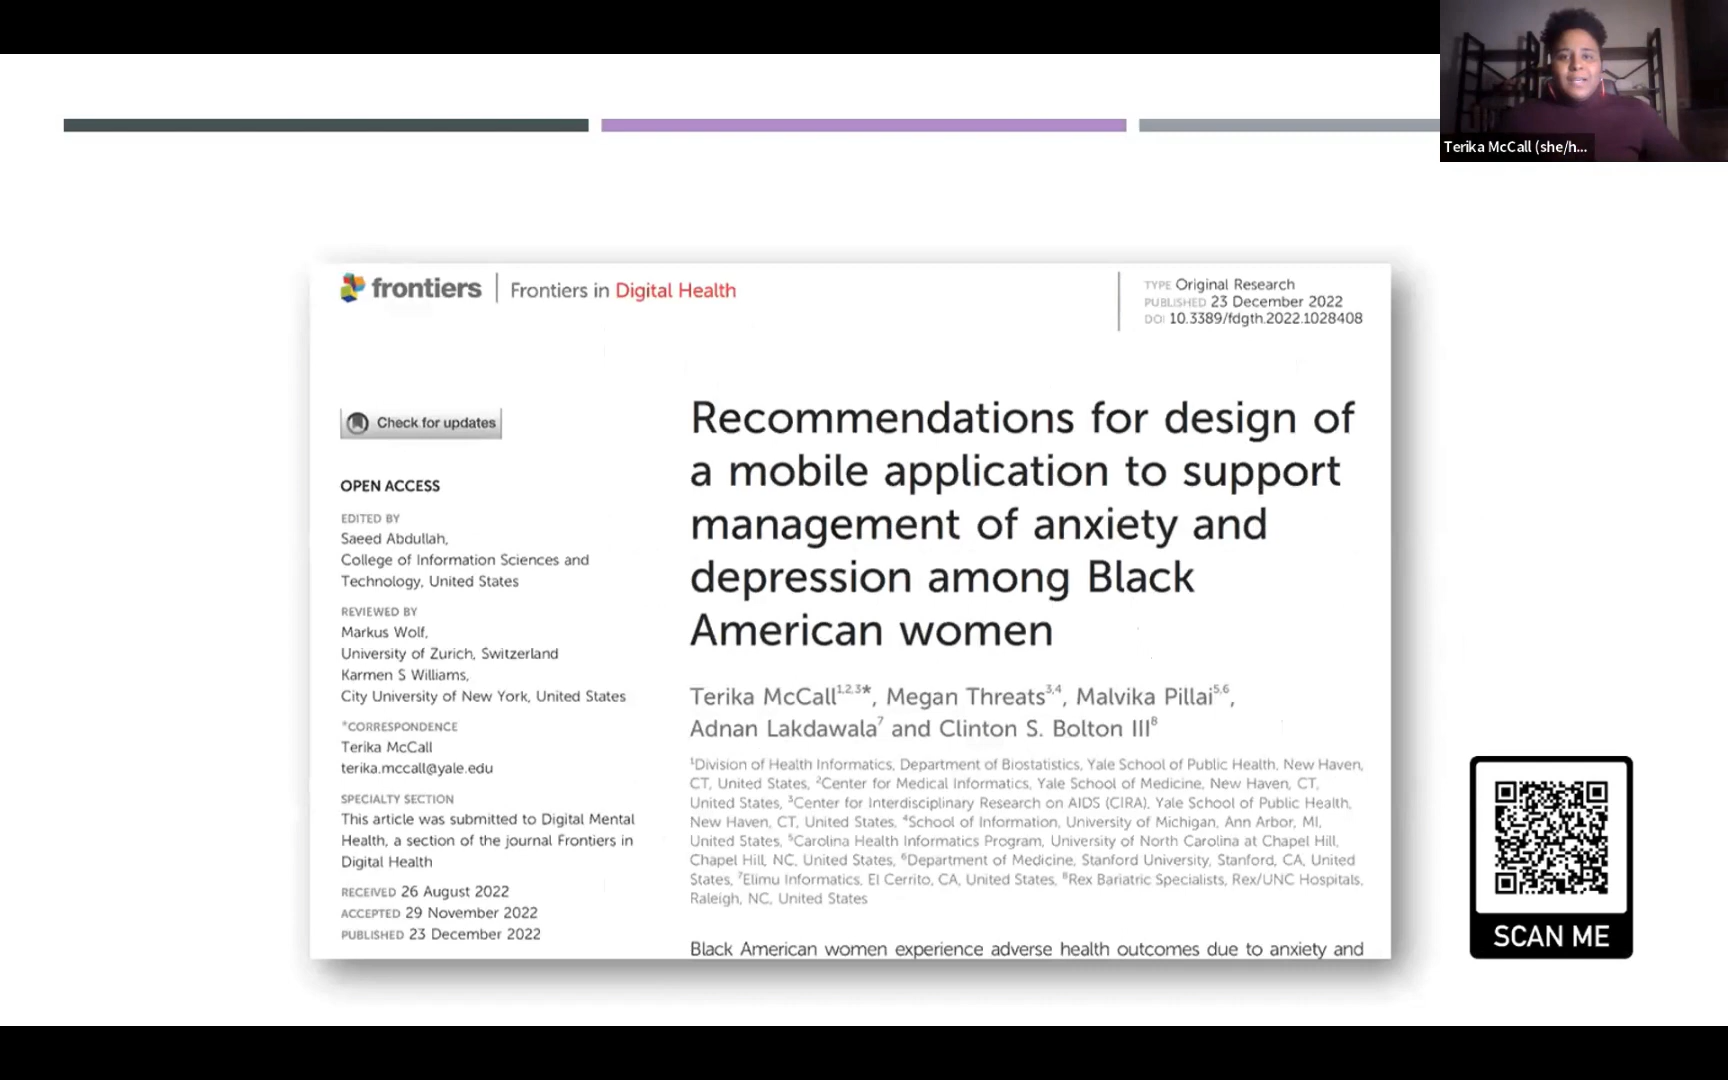 Terika McCall (she/h...
frontiers | Frontiers in Digital Health
TYPE Original Research
PUBLISHED 23 December 2022
DOI 10.3389/fdgth.2022.1028408
Check for updates
OPEN ACCESS
EDITED BY
Saeed Abdullah,
College of Information Sciences and
Technology, United States
REVIEWED BY
Markus Wolf,
University of Zurich, Switzerland
Karmen S Williams,
City University of New York, United States
*CORRESPONDENCE
Terika McCall
terika.mccall@yale.edu
SPECIALTY SECTION
This article was submitted to Digital Mental
Health, a section of the journal Frontiers in
Digital Health
RECEIVED 26 August 2022
ACCEPTED 29 November 2022
PUBLISHED 23 December 2022
Recommendations for design of
a mobile application to support
management of anxiety and
depression among Black
American women
Terika McCall1,2,3*, Megan Threats3,4, Malvika Pillai5,6,
Adnan Lakdawala7 and Clinton S. Bolton III8
1Division of Health Informatics, Department of Biostatistics, Yale School of Public Health, New Haven,
CT, United States, 2Center for Medical Informatics, Yale School of Medicine, New Haven, CT,
United States, 3Center for Interdisciplinary Research on AIDS (CIRA), Yale School of Public Health,
New Haven, CT, United States, 4School of Information, University of Michigan, Ann Arbor, MI,
United States, 5Carolina Health Informatics Program, University of North Carolina at Chapel Hill,
Chapel Hill, NC, United States, 6Department of Medicine, Stanford University, Stanford, CA, United
States, 7Elimu Informatics, El Cerrito, CA, United States, 8Rex Bariatric Specialists, Rex/UNC Hospitals,
Raleigh, NC, United States
Black American women experience adverse health outcomes due to anxiety and
SCAN ME